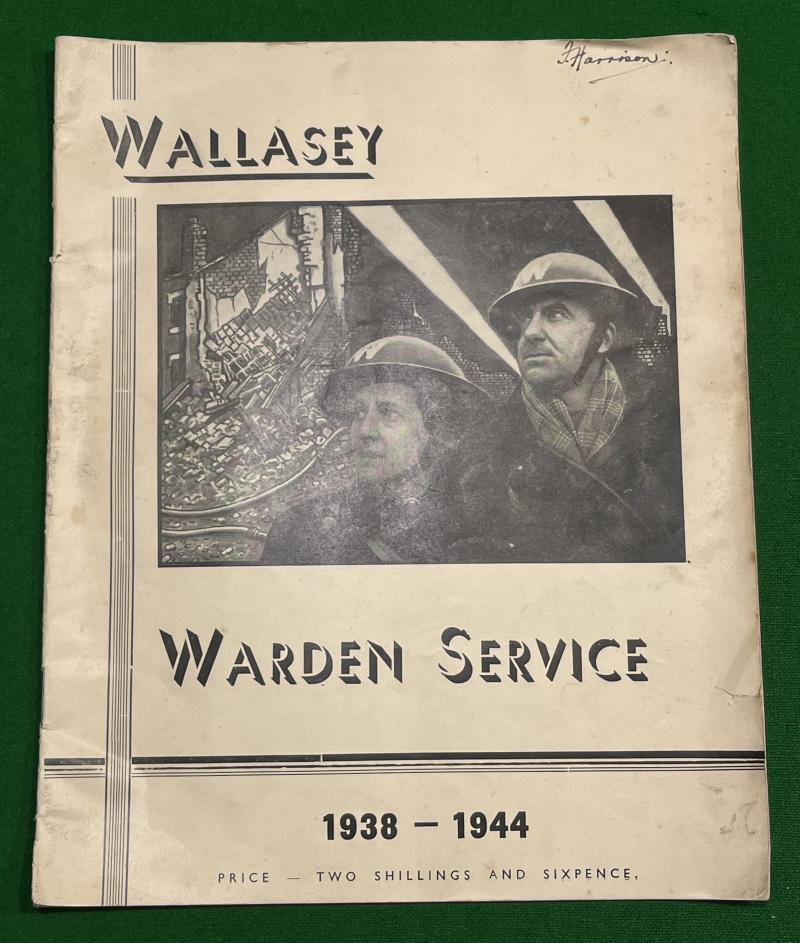 J. Harrison.
WALLASEY
W
W
WARDEN SERVICE
1938 — 1944
PRICE — TWO SHILLINGS AND SIXPENCE.